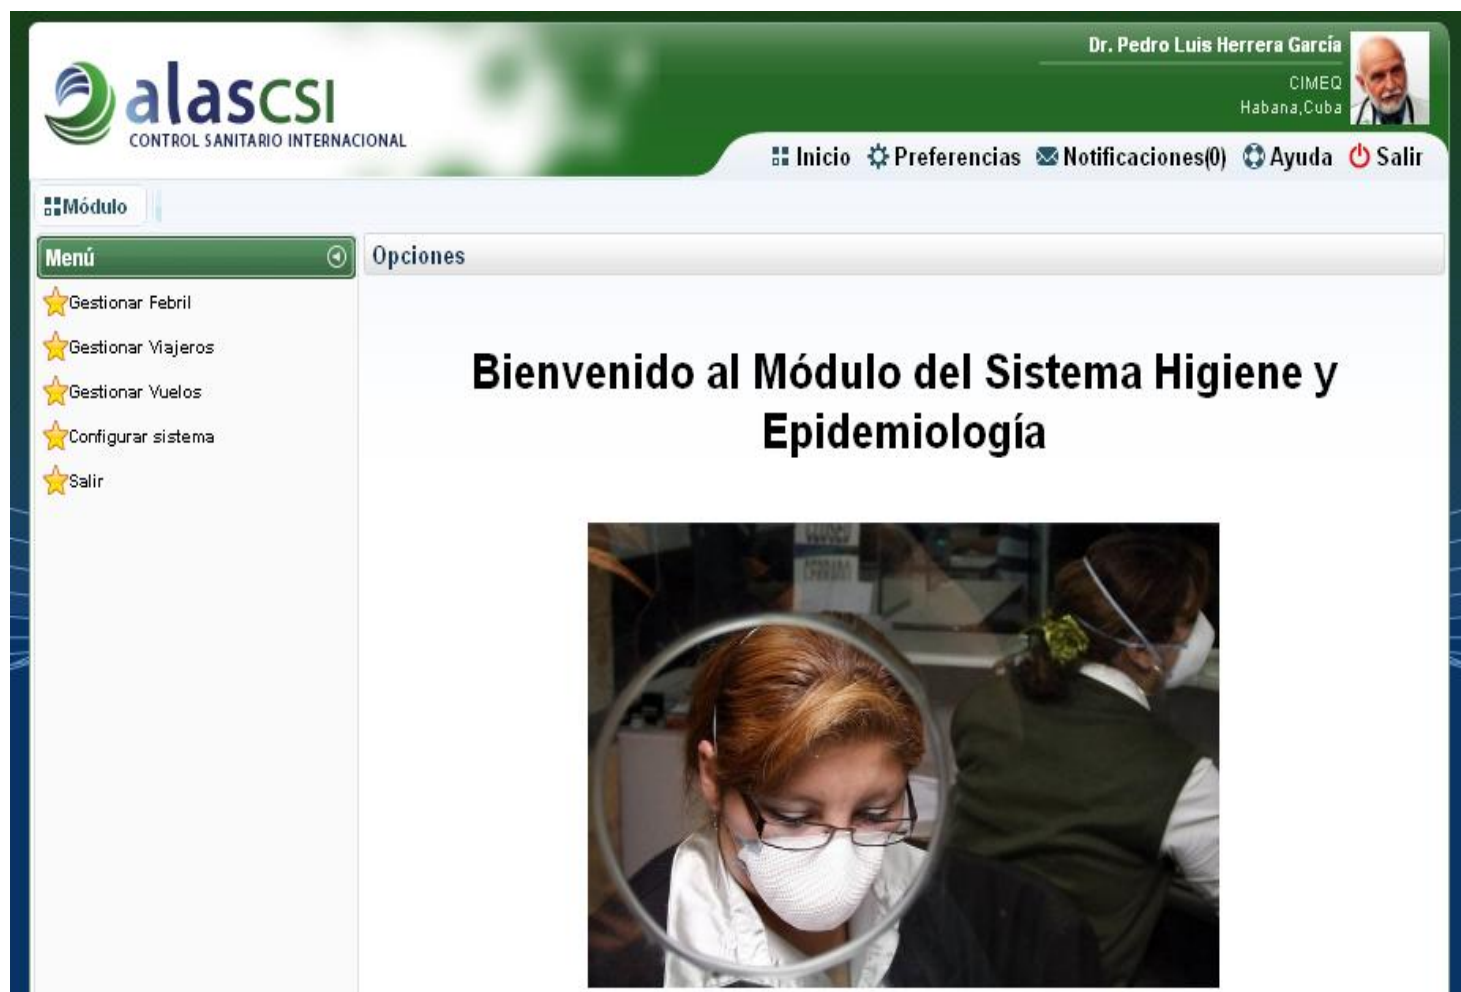 Dr. Pedro Luis Herrera García
CIMEQ
Habana,Cuba
alascsi
CONTROL SANITARIO INTERNACIONAL
Inicio Preferencias Notificaciones(0) Ayuda Salir
Módulo
Menú
Opciones
Gestionar Febril
Gestionar Viajeros
Gestionar Vuelos
Configurar sistema
Salir
Bienvenido al Módulo del Sistema Higiene y
Epidemiología
CERRADO